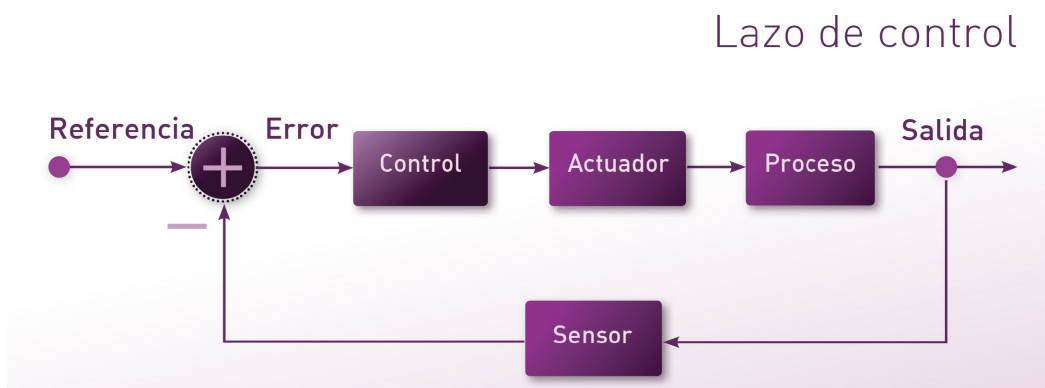 Lazo de control
Referencia
Error
Control
Actuador
Proceso
Salida
+
−
Sensor